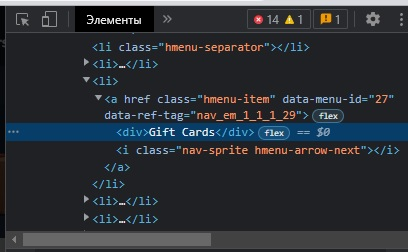 Элементы » 14 1 1
<li class="hmenu-separator"></li>
<li>…</li>
<li>
<a href class="hmenu-item" data-menu-id="27"
data-ref-tag="nav_em_1_1_1_29"> flex
… <div>Gift Cards</div> flex == $0
<i class="nav-sprite hmenu-arrow-next"></i>
</a>
</li>
<li>…</li>
<li>…</li>